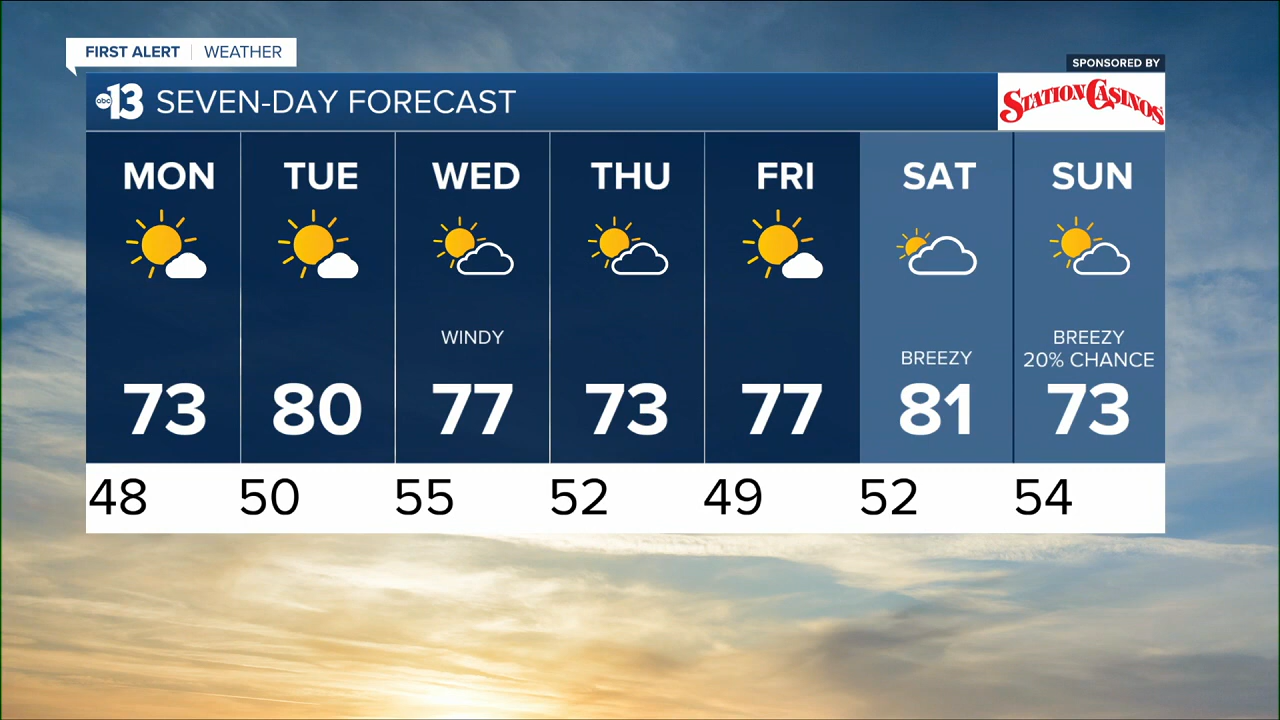 FIRST ALERT WEATHER
SPONSORED BY
abc 13 SEVEN-DAY FORECAST
STATION CASINOS
MON TUE WED THU FRI SAT SUN
WINDY BREEZY
BREEZY 20% CHANCE
73 80 77 73 77 81 73
48 50 55 52 49 52 54